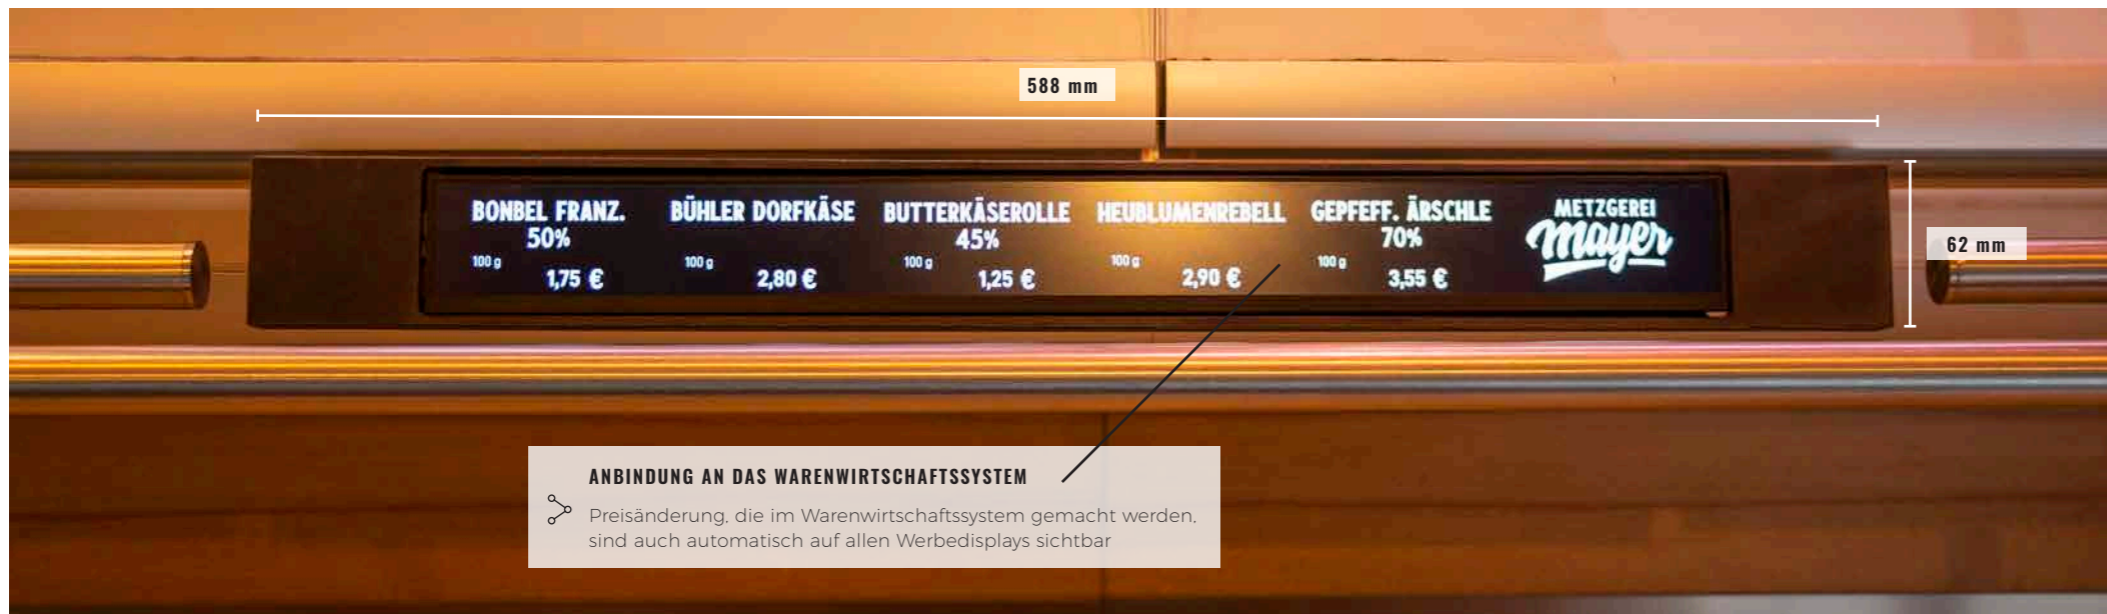 588 mm
BONBEL FRANZ.
50%
100 g
1,75 €
BÜHLER DORFKÄSE
100 g
2,80 €
BUTTERKÄSEROLLE
45%
100 g
1,25 €
HEUBLUMENREBELL
100 g
2,90 €
GEPFEFF. ÄRSCHLE
70%
100 g
3,55 €
METZGEREI
mayer
62 mm
ANBINDUNG AN DAS WARENWIRTSCHAFTSSYSTEM
Preisänderung, die im Warenwirtschaftssystem gemacht werden,
sind auch automatisch auf allen Werbedisplays sichtbar